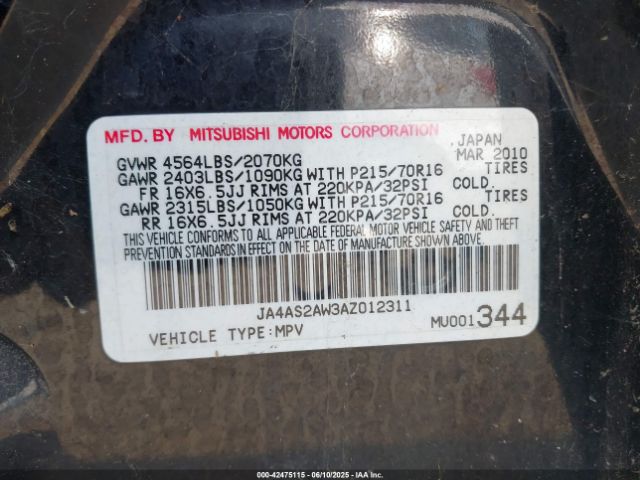 MFD. BY MITSUBISHI MOTORS CORPORATION , JAPAN
GVWR 4564LBS/2070KG MAR 2010
GAWR 2403LBS/1090KG WITH P215/70R16 TIRES
FR 16X6.5JJ RIMS AT 220KPA/32PSI COLD.
GAWR 2315LBS/1050KG WITH P215/70R16 TIRES
RR 16X6.5JJ RIMS AT 220KPA/32PSI COLD.
THIS VEHICLE CONFORMS TO ALL APPLICABLE FEDERAL MOTOR VEHICLE SAFETY AND THEFT
PREVENTION STANDARDS IN EFFECT ON THE DATE OF MANUFACTURE SHOWN ABOVE.
JA4AS2AW3AZ012311
VEHICLE TYPE:MPV MU001344
000-42475115 - 06/10/2025 - © IAA